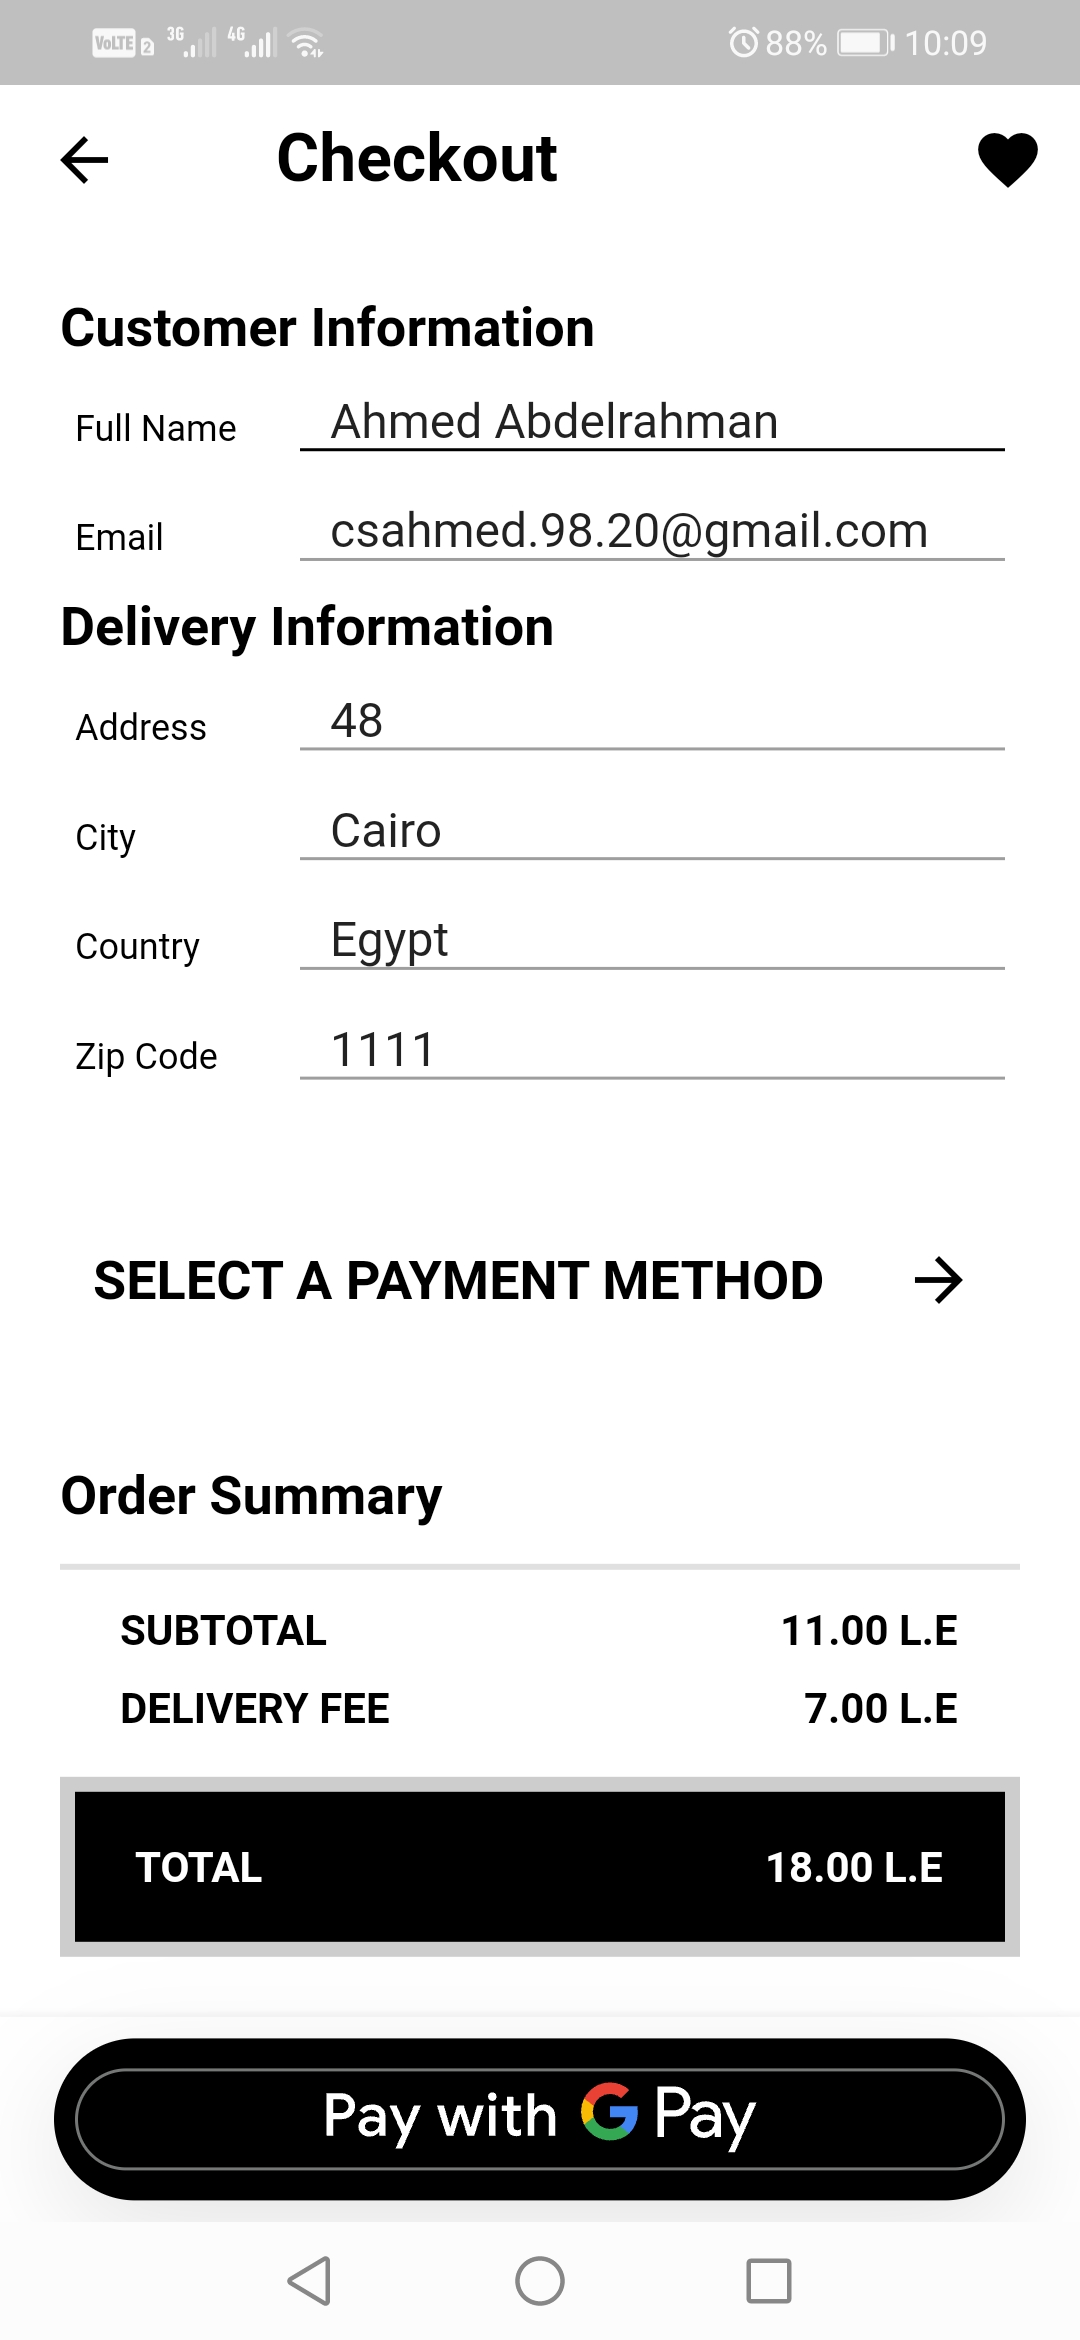 VoLTE 2 3G 4G 88% 10:09
Checkout
Customer Information
Full Name Ahmed Abdelrahman
Email csahmed.98.20@gmail.com
Delivery Information
Address 48
City Cairo
Country Egypt
Zip Code 1111
SELECT A PAYMENT METHOD
Order Summary
SUBTOTAL 11.00 L.E
DELIVERY FEE 7.00 L.E
TOTAL 18.00 L.E
Pay with G Pay